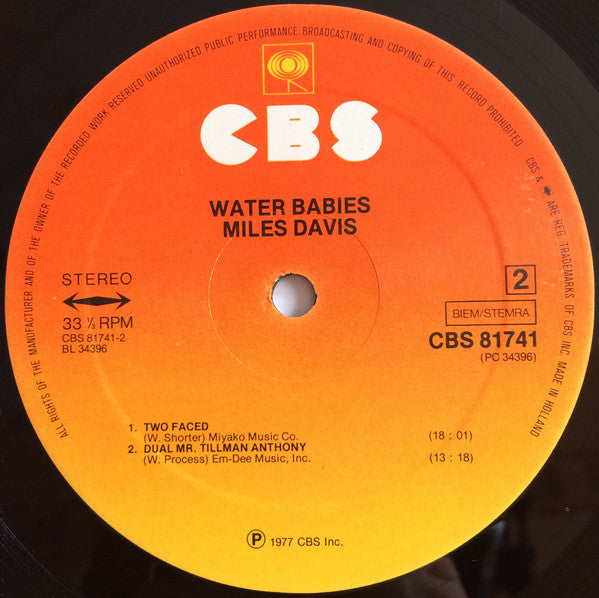 ALL RIGHTS OF THE MANUFACTURER AND OF THE OWNER OF THE RECORDED WORK RESERVED UNAUTHORIZED PUBLIC PERFORMANCE BROADCASTING AND COPYING OF THIS RECORD PROHIBITED CBS & ARE REG. TRADEMARKS OF CBS INC. MADE IN HOLLAND
CBS
WATER BABIES
MILES DAVIS
STEREO
33 ⅓ RPM
CBS 81741-2
BL 34396
2
BIEM/STEMRA
CBS 81741
(PC 34396)
1. TWO FACED
(W. Shorter) Miyako Music Co. (18 : 01)
2. DUAL MR. TILLMAN ANTHONY
(W. Process) Em-Dee Music, Inc. (13 : 18)
Ⓟ 1977 CBS Inc.